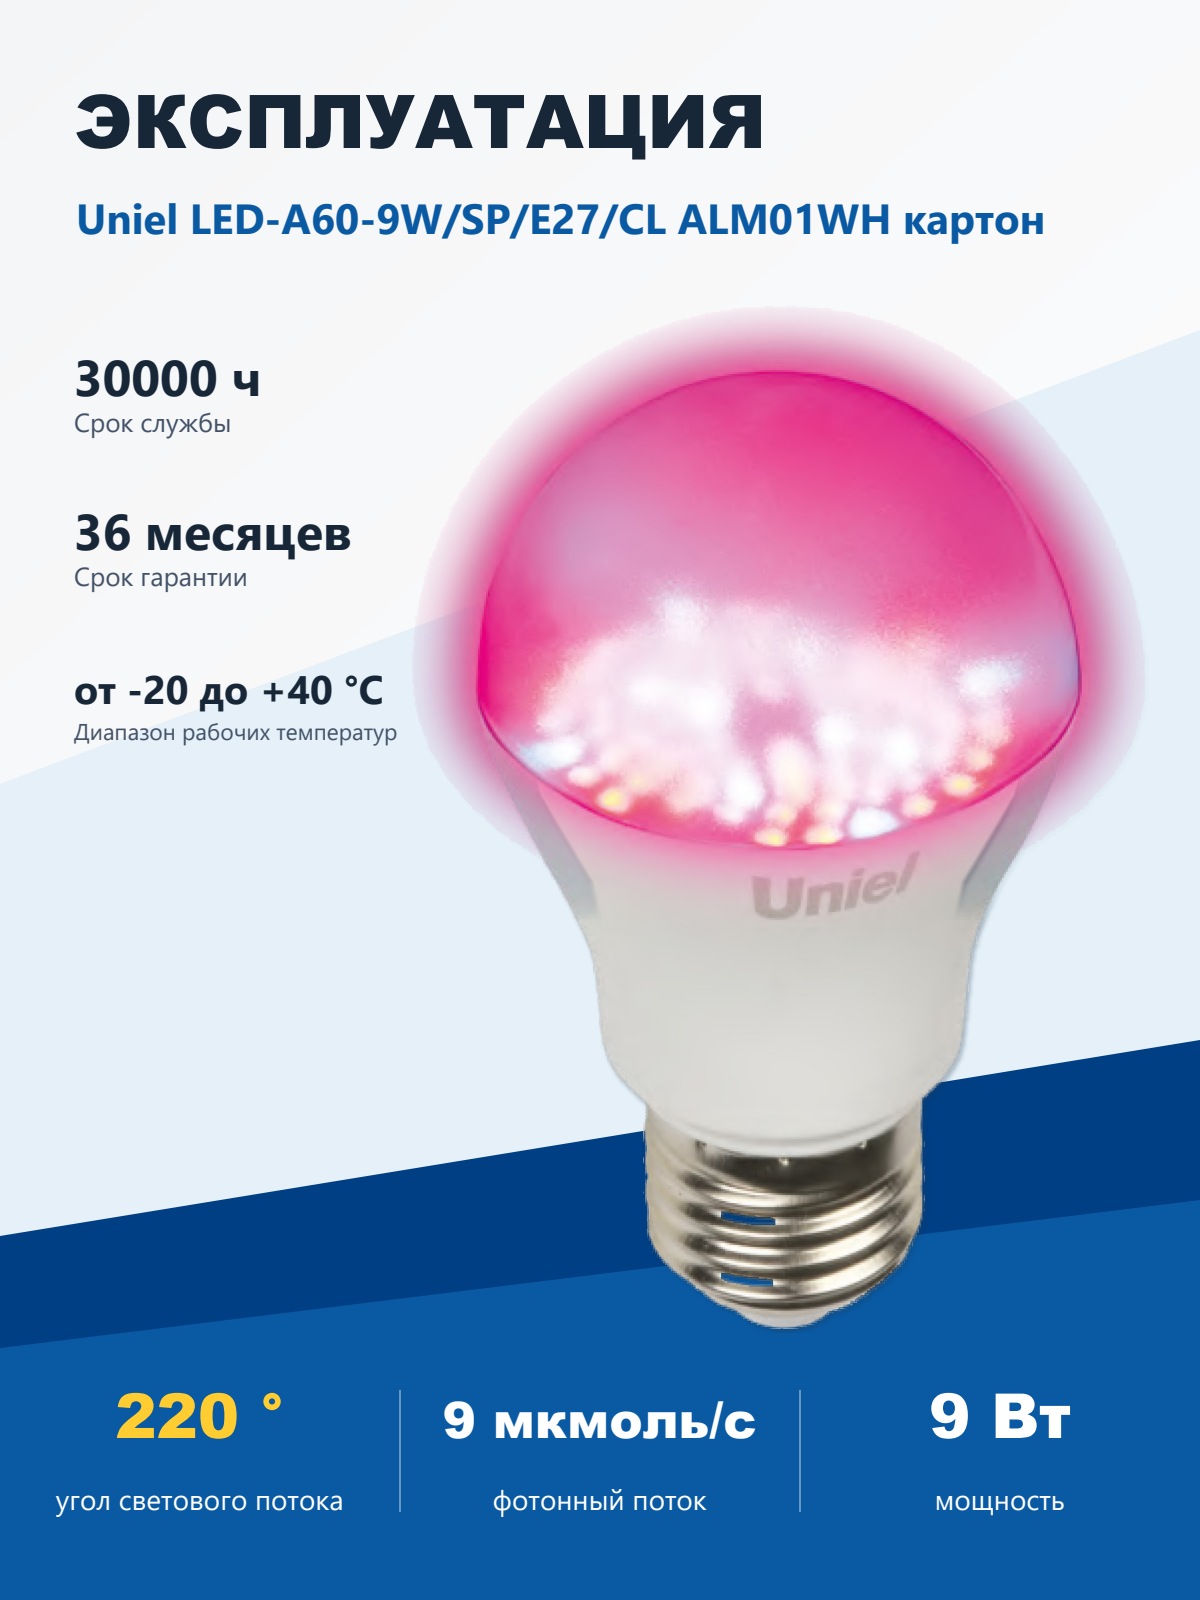 ЭКСПЛУАТАЦИЯ
Uniel LED-A60-9W/SP/E27/CL ALM01WH картон
30000 ч
Срок службы
36 месяцев
Срок гарантии
от -20 до +40 °C
Диапазон рабочих температур
Uniel
220 °
угол светового потока
9 мкмоль/с
фотонный поток
9 Вт
мощность